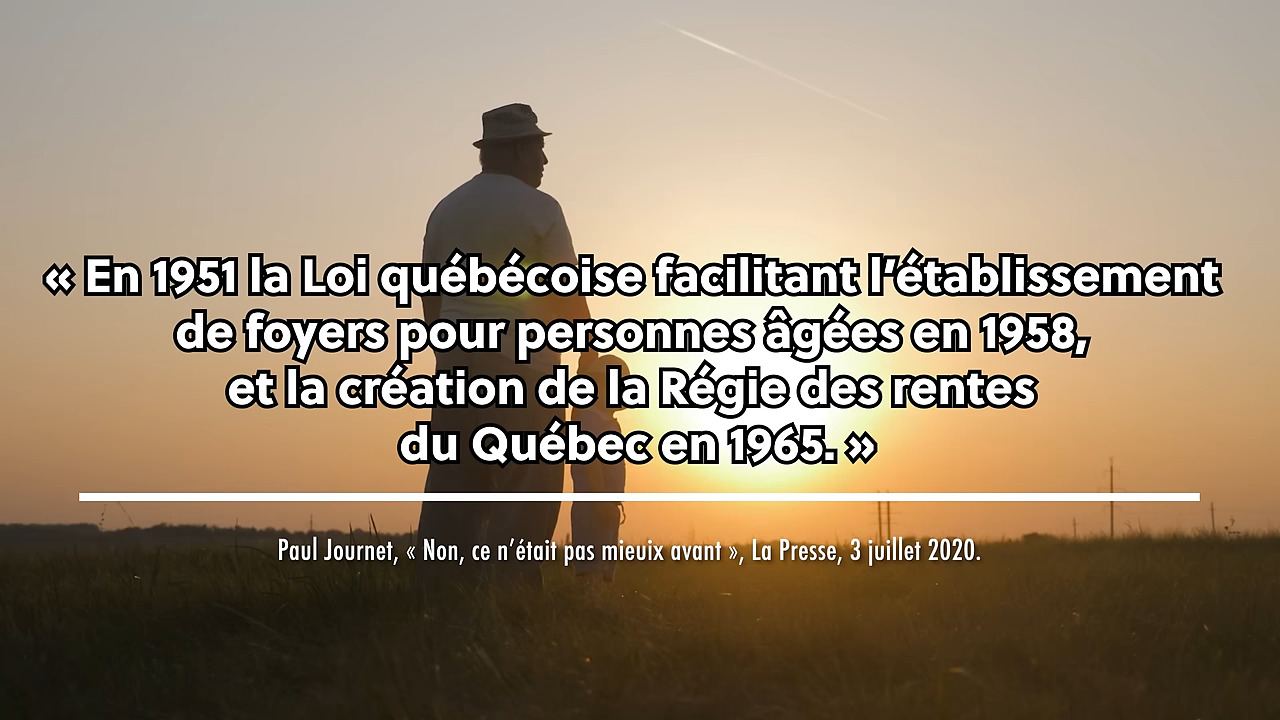 « En 1951 la Loi québécoise facilitant l’établissement
de foyers pour personnes âgées en 1958,
et la création de la Régie des rentes
du Québec en 1965. »
Paul Journet, « Non, ce n’était pas mieuix avant », La Presse, 3 juillet 2020.